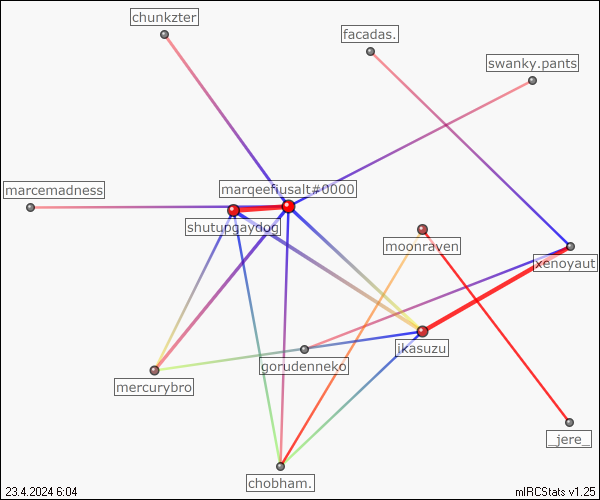 chunkzter
facadas.
swanky.pants
marcemadness
marqeefiusalt#0000
shutupgaydog
moonraven
xenoyaut
ikasuzu
gorudenneko
mercurybro
_jere_
chobham.
23.4.2024 6:04
mIRCStats v1.25